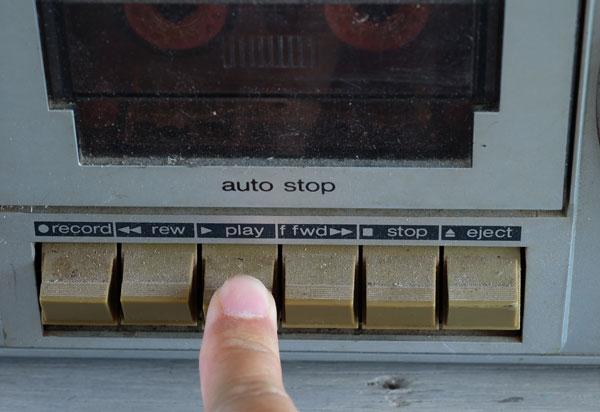 auto stop
●record ◀◀ rew ▶ play f fwd▶▶ ■ stop ▲ eject